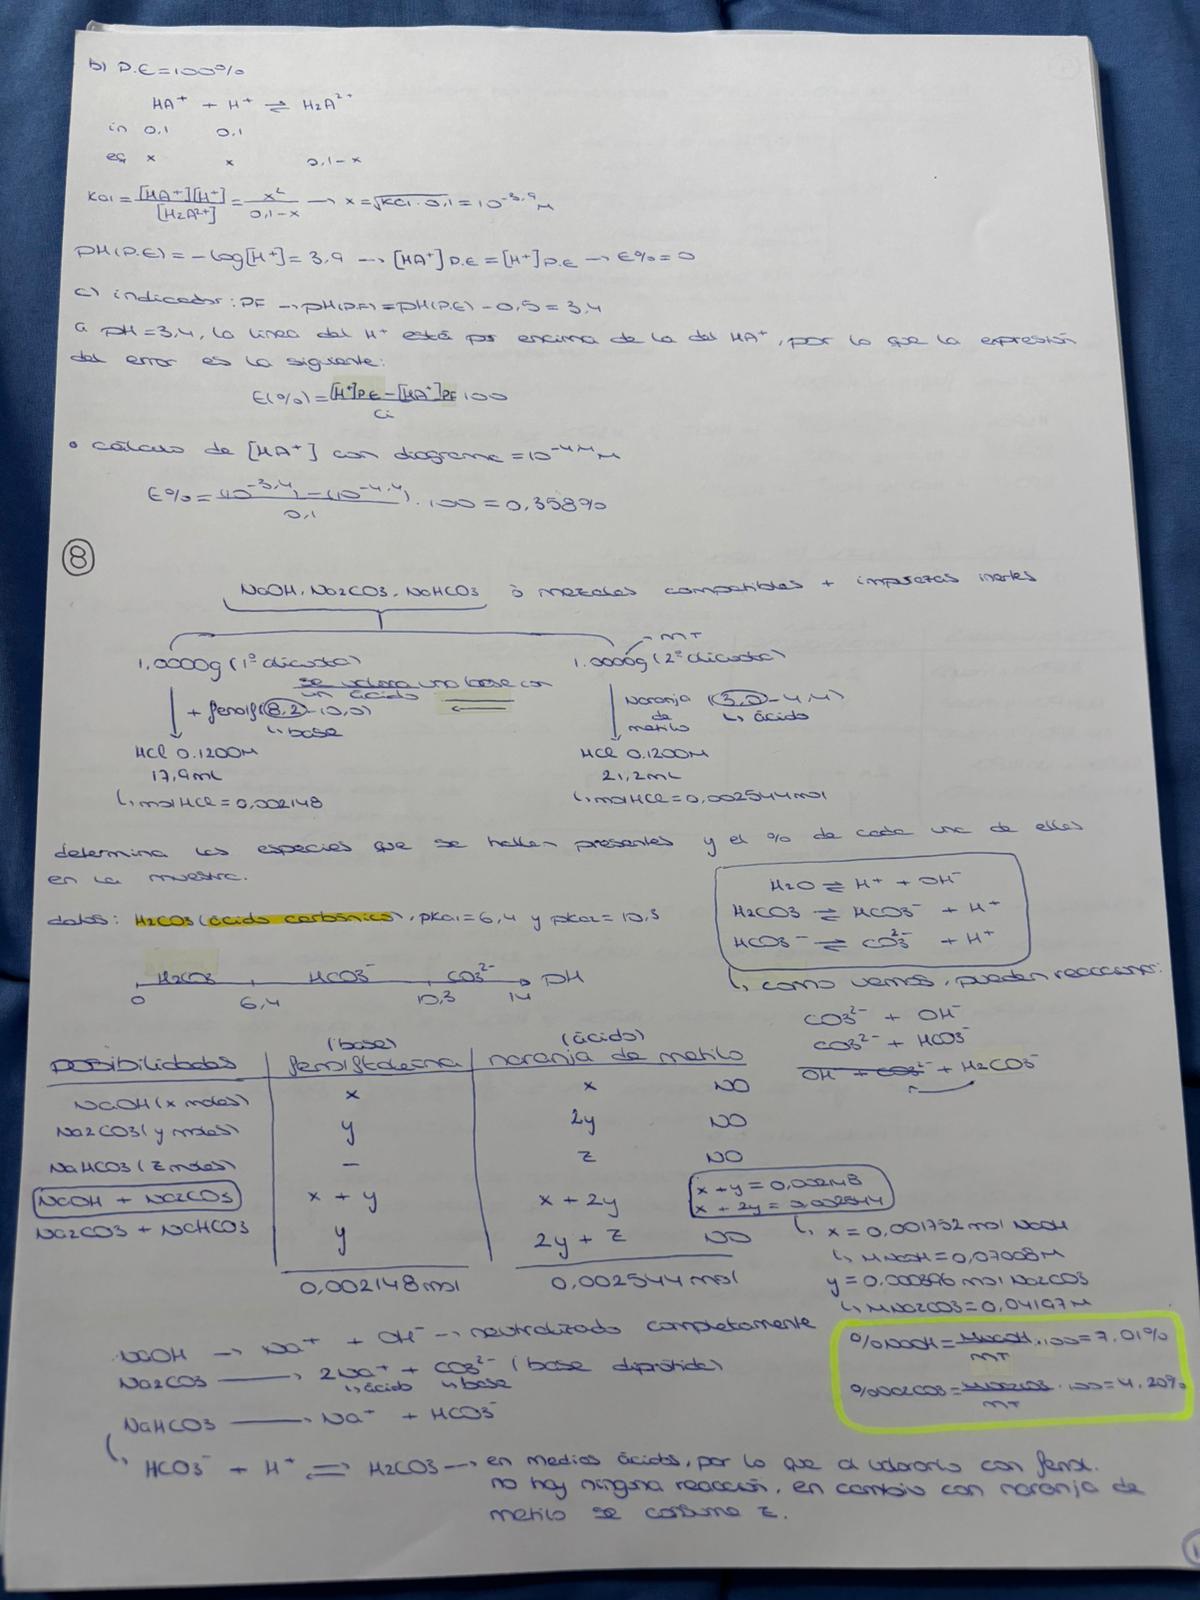 b) P.E=100%
HA⁺ + H⁺ ⇌ H2A²⁺
in 0,1 0,1
eq x x 0,1-x
Ka1 = [HA⁺][H⁺]/[H2A²⁺] = x²/0,1-x → x = √Ka1·0,1 = 10^-3,9 M
pH(P.E) = -log[H⁺] = 3,9 → [HA⁺]P.E = [H⁺]P.E → E% = 0
c) indicador: PF → pH(P.F) = pH(P.E) - 0,5 = 3,4
a pH=3,4, la línea del H⁺ está por encima de la del HA⁺, por lo que la expresión
del error es la siguiente:
E(%) = [H⁺]P.E - [HA⁺]PF/Ci 100
• cálculo de [HA⁺] con diagrama = 10^-4,4 M
E% = (10^-3,4) - (10^-4,4)/0,1 · 100 = 0,358%
⑧
NaOH, Na2CO3, NaHCO3 ó mezclas compatibles + impurezas inertes
1.0000g (1ª alícuota)
se valora una base con
un ácido
+ fenolf (8,2-10,0)
↳ base
HCl 0.1200M
17,9mL
↳ mol HCl = 0,002148
→ mT
1.0000g (2ª alícuota)
Naranja (3,0-4,4)
de ↳ ácido
metilo
HCl 0.1200M
21,2mL
↳ mol HCl = 0,002544 mol
determina las especies que se hallen presentes y el % de cada una de ellas
en la muestra.
datos: H2CO3 (ácido carbónico), pKa1=6,4 y pKa2=10,3
H2O ⇌ H⁺ + OH⁻
H2CO3 ⇌ HCO3⁻ + H⁺
HCO3⁻ ⇌ CO3²⁻ + H⁺
↳ como vemos, pueden reaccionar:
CO3²⁻ + OH⁻
CO3²⁻ + HCO3⁻
OH + CO3²⁻ + H2CO3⁻
H2CO3 HCO3⁻ CO3²⁻ pH
0 6,4 10,3 14
(base) (ácido)
posibilidades fenolftaleína naranja de metilo
NaOH (x moles) x x NO
Na2CO3 (y moles) y 2y NO
NaHCO3 (z moles) — z NO
NaOH + Na2CO3 x + y x + 2y
Na2CO3 + NaHCO3 y 2y + z NO
0,002148mol 0,002544 mol
x + y = 0,002148
x + 2y = 0,002544
↳ x = 0,001752 mol NaOH
↳ mNaOH = 0,07008 M
y = 0,000396 mol Na2CO3
↳ mNa2CO3 = 0,04197 M
%NaOH = mNaOH/mT · 100 = 7,01%
%Na2CO3 = mNa2CO3/mT · 100 = 4,20%
NaOH → Na⁺ + OH⁻ → neutralizado completamente
Na2CO3 → 2Na⁺ + CO3²⁻ (base diprótida)
↳ ácido ↳ base
NaHCO3 → Na⁺ + HCO3⁻
↳ HCO3⁻ + H⁺ ⇌ H2CO3 → en medios ácidos, por lo que al valorarlo con fenol.
no hay ninguna reacción, en cambio con naranja de
metilo se consume z.